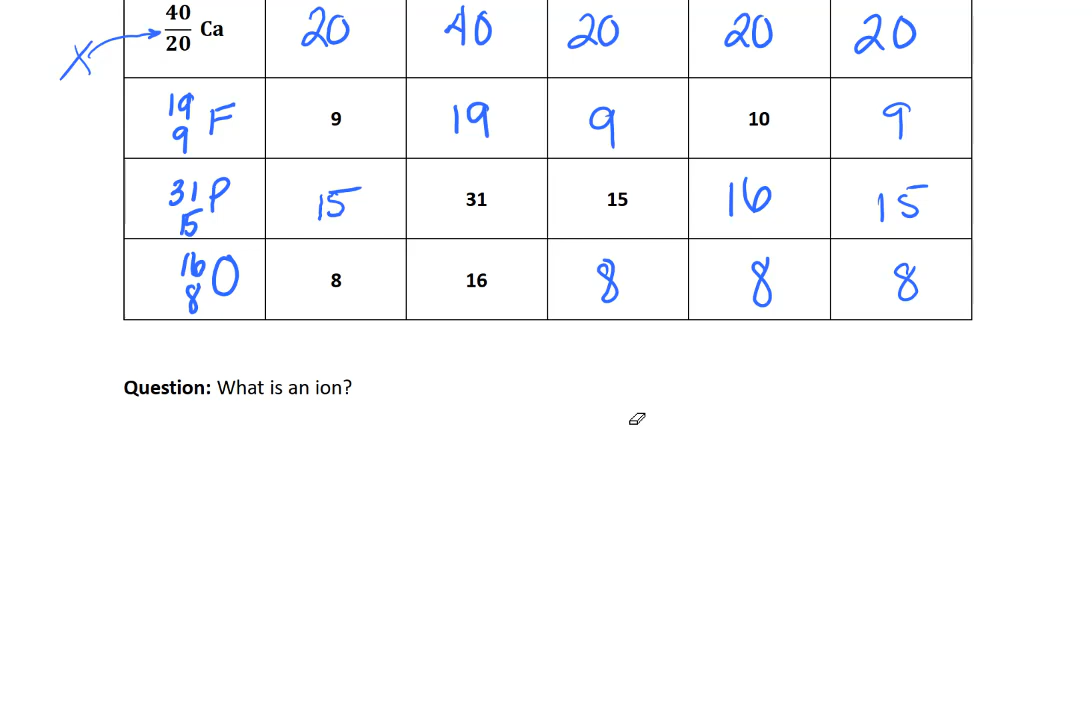 40
20 Ca 20 40 20 20 20
X
19
9 F 9 19 9 10 9
31
15 P 15 31 15 16 15
16
8 O 8 16 8 8 8
Question: What is an ion?